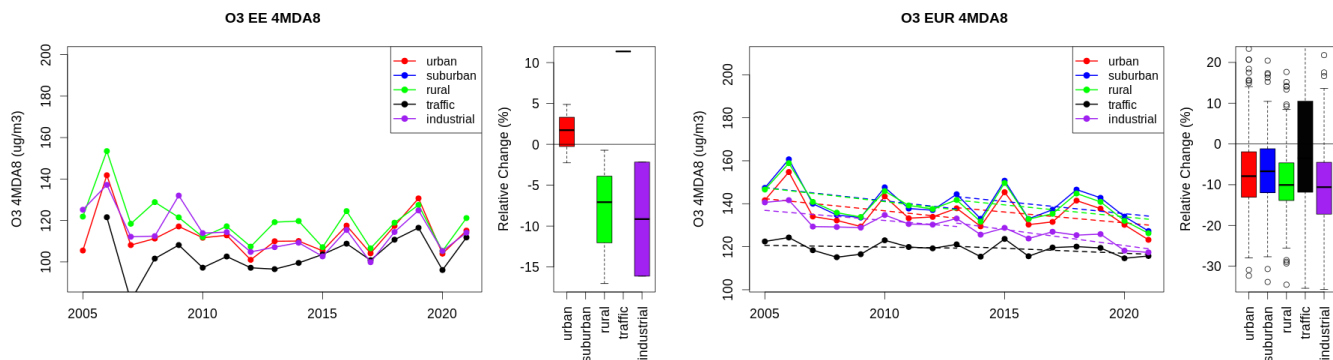 O3 EE 4MDA8
O3 4MDA8 (ug/m3)
200
180
160
140
120
100
2005
2010
2015
2020
urban
suburban
rural
traffic
industrial
Relative Change (%)
10
5
0
-5
-10
-15
urban
suburban
rural
traffic
industrial
O3 EUR 4MDA8
O3 4MDA8 (ug/m3)
200
180
160
140
120
100
2005
2010
2015
2020
urban
suburban
rural
traffic
industrial
Relative Change (%)
20
10
0
-10
-20
-30
urban
suburban
rural
traffic
industrial